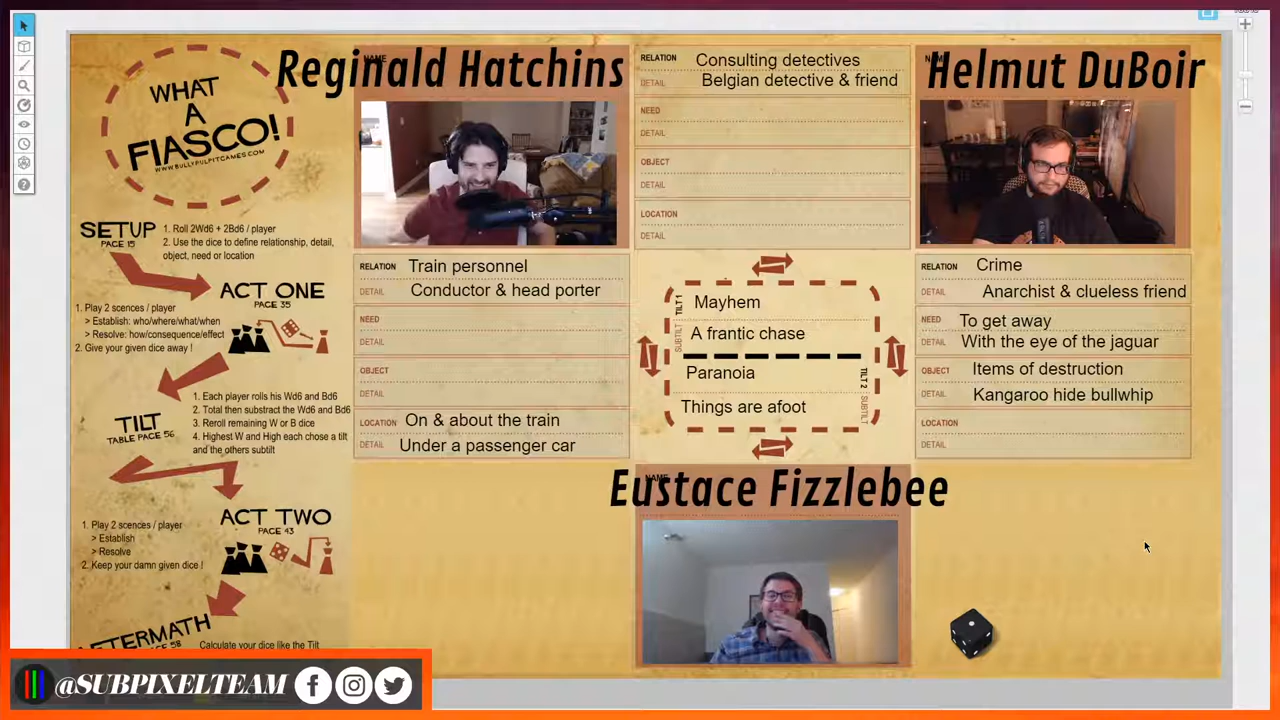 WHAT
A
FIASCO!
WWW.BULLYPULPITGAMES.COM
SETUP
PAGE 15
1. Roll 2Wd6 + 2Bd6 / player
2. Use the dice to define relationship, detail,
object, need or location
ACT ONE
PAGE 35
1. Play 2 scences / player
> Establish: who/where/what/when
> Resolve: how/consequence/effect
2. Give your given dice away !
TILT
TABLE PAGE 56
1. Each player rolls his Wd6 and Bd6
2. Total then substract the Wd6 and Bd6
3. Reroll remaining W or B dice
4. Highest W and High each chose a tilt
and the others subtilt
ACT TWO
PAGE 43
1. Play 2 scences / player
> Establish
> Resolve
2. Keep your damn given dice !
AFTERMATH
Calculate your dice like the Tilt
Reginald Hatchins
RELATION Train personnel
DETAIL Conductor & head porter
NEED
DETAIL
OBJECT
DETAIL
LOCATION On & about the train
DETAIL Under a passenger car
RELATION Consulting detectives
DETAIL Belgian detective & friend
NEED
DETAIL
OBJECT
DETAIL
LOCATION
DETAIL
TILT 1 Mayhem
SUBTILT A frantic chase
Paranoia TILT 2
Things are afoot SUBTILT
Helmut DuBoir
RELATION Crime
DETAIL Anarchist & clueless friend
NEED To get away
DETAIL With the eye of the jaguar
OBJECT Items of destruction
DETAIL Kangaroo hide bullwhip
LOCATION
DETAIL
Eustace Fizzlebee
@SUBPIXELTEAM